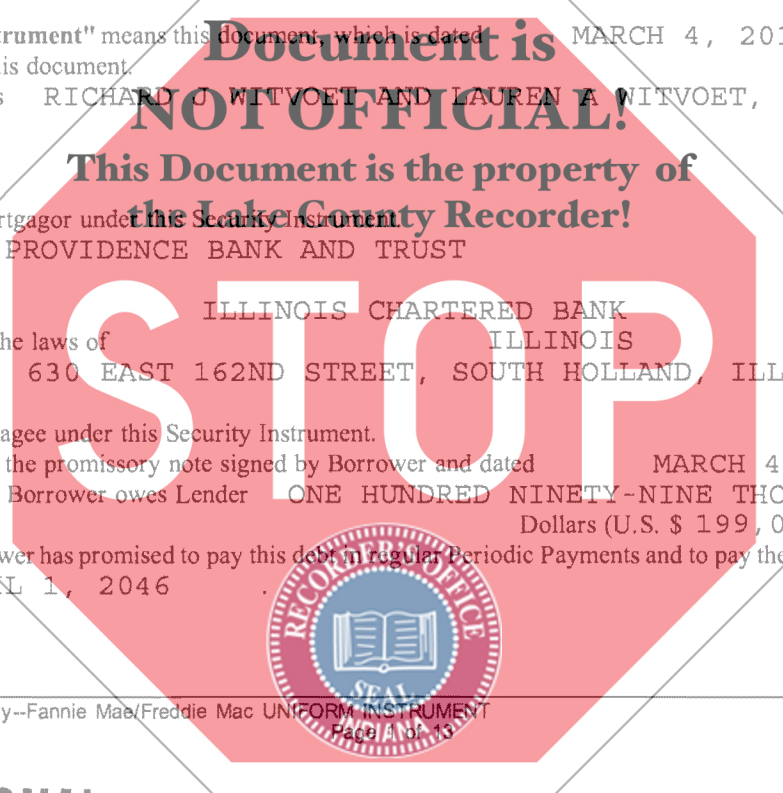 trument" means this document, which is dated MARCH 4, 201
Document is
is document.
s RICHARD J WITVOET AND LAUREN A WITVOET,
NOT OFFICIAL!
This Document is the property of
the Lake County Recorder!
rtgagor under this Security Instrument.
PROVIDENCE BANK AND TRUST
ILLINOIS CHARTERED BANK
he laws of ILLINOIS
630 EAST 162ND STREET, SOUTH HOLLAND, ILL
STOP
agee under this Security Instrument.
the promissory note signed by Borrower and dated MARCH 4
Borrower owes Lender ONE HUNDRED NINETY-NINE THO
Dollars (U.S. $ 199,0
wer has promised to pay this debt in regular Periodic Payments and to pay the
L 1, 2046 .
RECORDER'S OFFICE
SEAL
INDIANA
y--Fannie Mae/Freddie Mac UNIFORM INSTRUMENT
Page 1 of 13